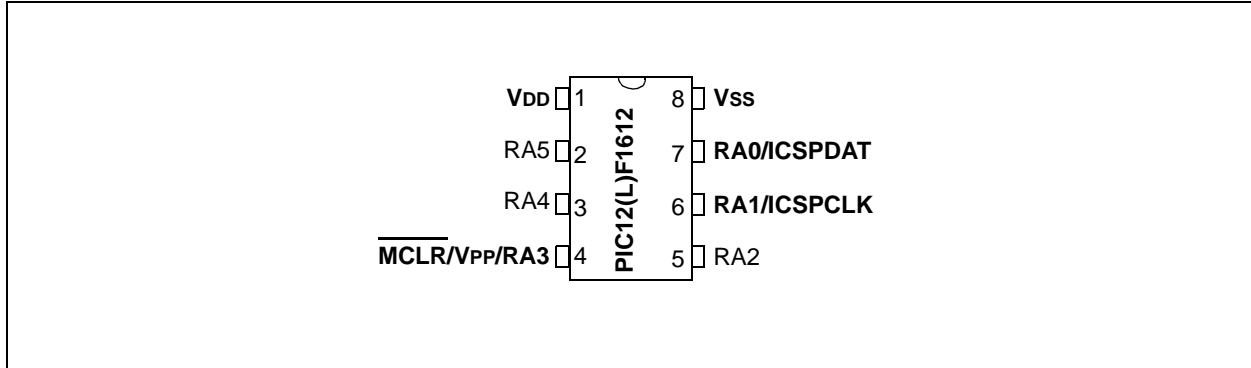 VDD 1 8 VSS
RA5 2 7 RA0/ICSPDAT
RA4 3 6 RA1/ICSPCLK
MCLR/VPP/RA3 4 5 RA2
PIC12(L)F1612